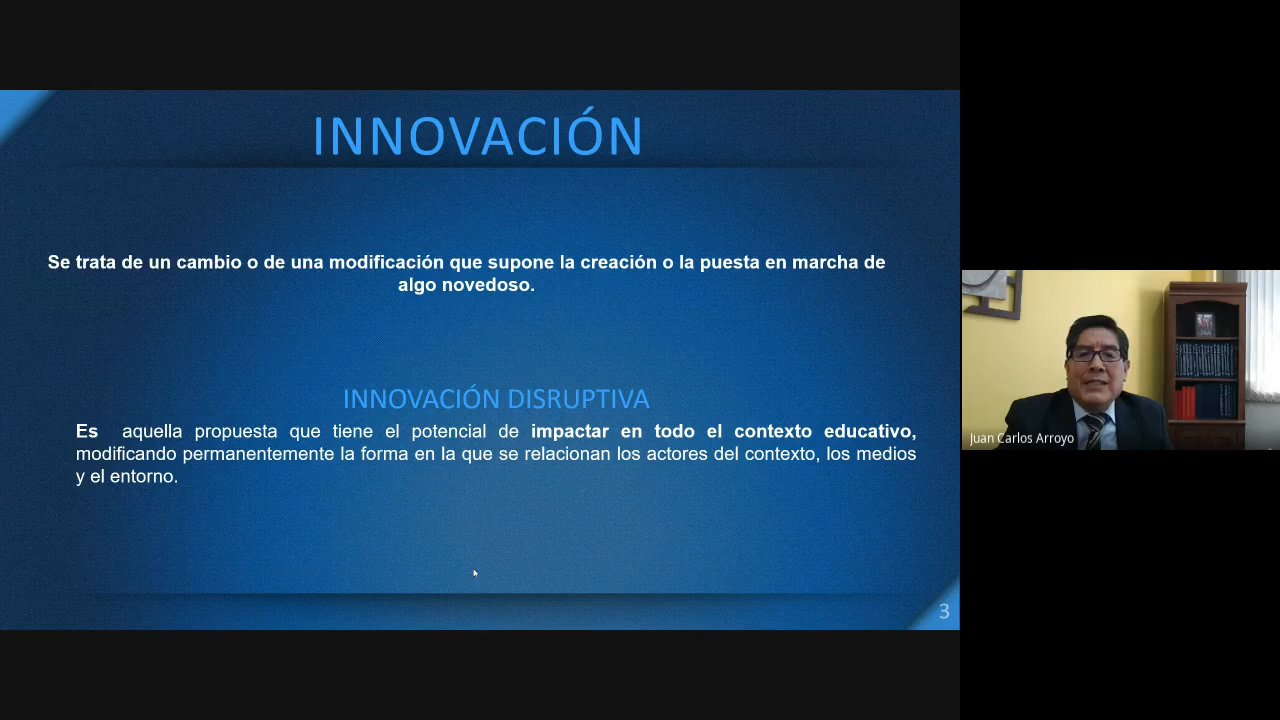 INNOVACIÓN
Se trata de un cambio o de una modificación que supone la creación o la puesta en marcha de
algo novedoso.
INNOVACIÓN DISRUPTIVA
Es aquella propuesta que tiene el potencial de impactar en todo el contexto educativo,
modificando permanentemente la forma en la que se relacionan los actores del contexto, los medios
y el entorno.
3
Juan Carlos Arroyo